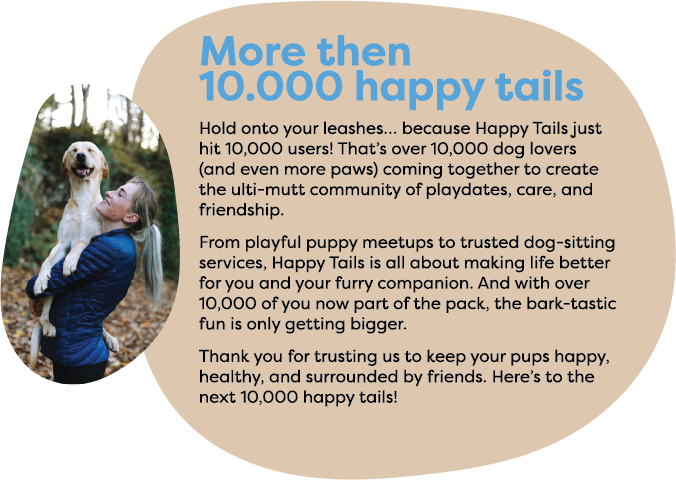 More then
10.000 happy tails
Hold onto your leashes... because Happy Tails just
hit 10,000 users! That's over 10,000 dog lovers
(and even more paws) coming together to create
the ulti-mutt community of playdates, care, and
friendship.
From playful puppy meetups to trusted dog-sitting
services, Happy Tails is all about making life better
for you and your furry companion. And with over
10,000 of you now part of the pack, the bark-tastic
fun is only getting bigger.
Thank you for trusting us to keep your pups happy,
healthy, and surrounded by friends. Here's to the
next 10,000 happy tails!